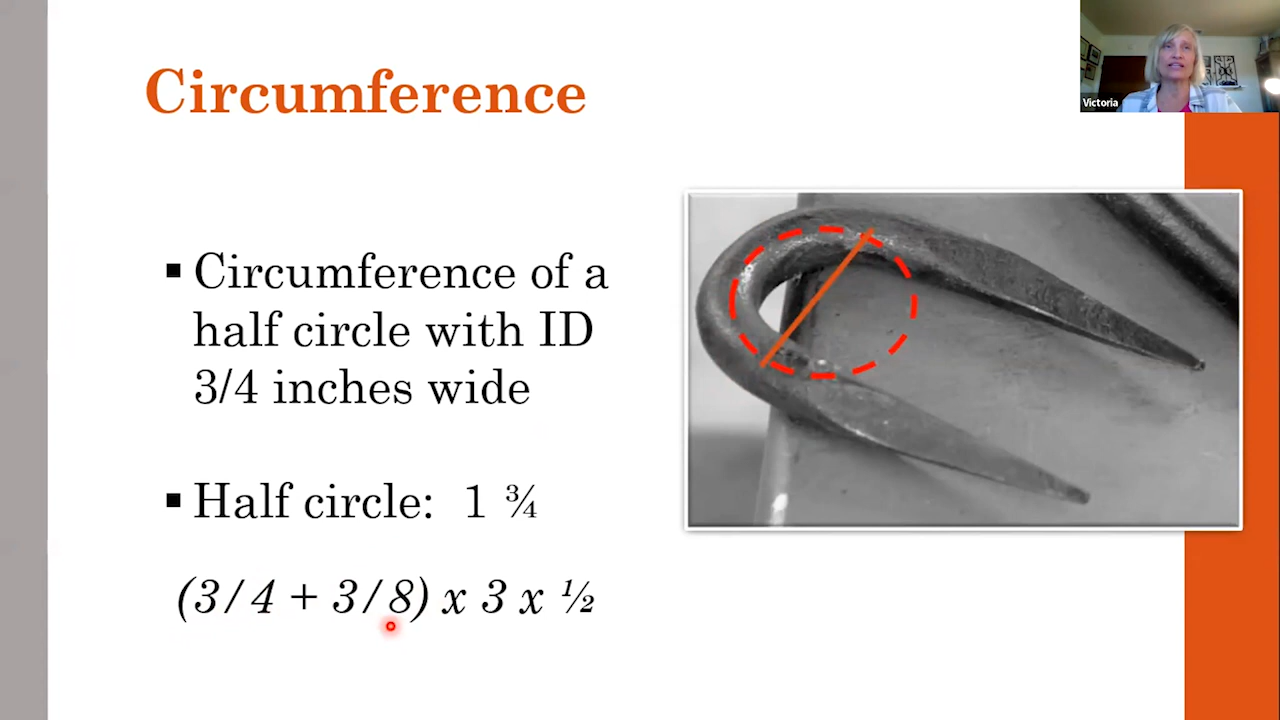 Circumference
Victoria
▪ Circumference of a
half circle with ID
3/4 inches wide
▪ Half circle: 1 ¾
(3/4 + 3/8) x 3 x ½